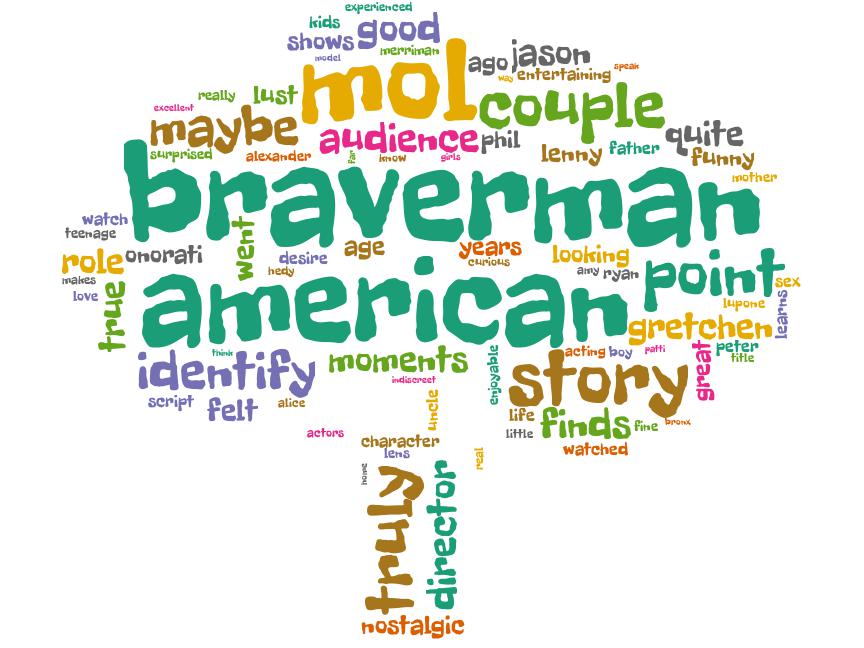 experienced
kids
shows good
model merriman
mol
ago jason
way entertaining speak
really lust
excellent
couple
maybe audience phil quite
surprised alexander far know girls lenny father funny
mother
braverman
watch
teenage
role onorati went desire age years looking
hedy curious amy ryan point
makes
love
true american
lupone sex
learns
gretchen
think
identify moments
indiscreet
enjoyable
acting boy patti great peter
title
story
script felt alice
uncle
life finds fine bronx
little
watched
actors character
lens
home real
truly director
nostalgic